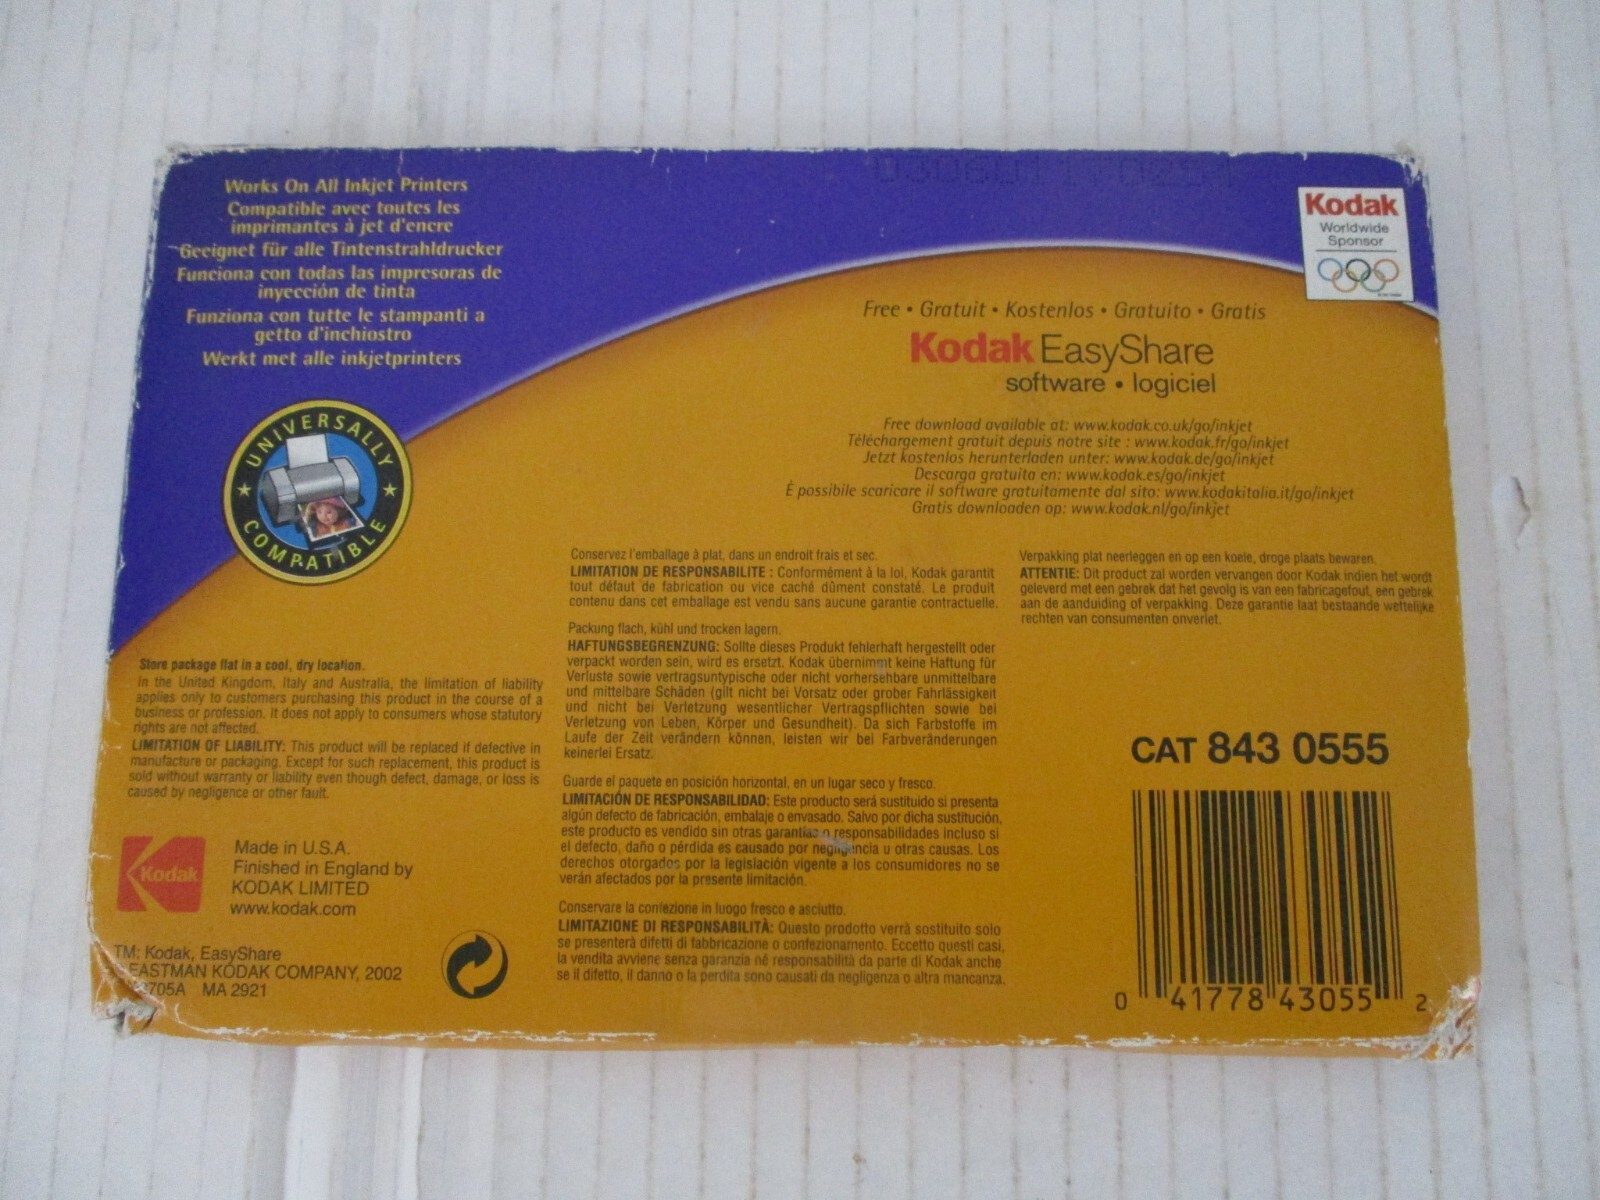 Works On All Inkjet Printers
Compatible avec toutes les
imprimantes à jet d'encre
Geeignet für alle Tintenstrahldrucker
Funciona con todas las impresoras de
inyección de tinta
Funziona con tutte le stampanti a
getto d'inchiostro
Werkt met alle inkjetprinters
UNIVERSALLY
COMPATIBLE
Kodak
Worldwide
Sponsor
Free • Gratuit • Kostenlos • Gratuito • Gratis
Kodak EasyShare
software • logiciel
Free download available at: www.kodak.co.uk/go/inkjet
Téléchargement gratuit depuis notre site : www.kodak.fr/go/inkjet
Jetzt kostenlos herunterladen unter: www.kodak.de/go/inkjet
Descarga gratuita en: www.kodak.es/go/inkjet
È possibile scaricare il software gratuitamente dal sito: www.kodakitalia.it/go/inkjet
Gratis downloaden op: www.kodak.nl/go/inkjet
Store package flat in a cool, dry location.
In the United Kingdom, Italy and Australia, the limitation of liability
applies only to customers purchasing this product in the course of a
business or profession. It does not apply to consumers whose statutory
rights are not affected.
LIMITATION OF LIABILITY: This product will be replaced if defective in
manufacture or packaging. Except for such replacement, this product is
sold without warranty or liability even though defect, damage, or loss is
caused by negligence or other fault.
Kodak
Made in U.S.A.
Finished in England by
KODAK LIMITED
www.kodak.com
TM: Kodak, EasyShare
EASTMAN KODAK COMPANY, 2002
705A MA 2921
Conservez l'emballage à plat, dans un endroit frais et sec.
LIMITATION DE RESPONSABILITE : Conformément à la loi, Kodak garantit
tout défaut de fabrication ou vice caché dûment constaté. Le produit
contenu dans cet emballage est vendu sans aucune garantie contractuelle.
Packung flach, kühl und trocken lagern.
HAFTUNGSBEGRENZUNG: Sollte dieses Produkt fehlerhaft hergestellt oder
verpackt worden sein, wird es ersetzt. Kodak übernimmt keine Haftung für
Verluste sowie vertragsuntypische oder nicht vorhersehbare unmittelbare
und mittelbare Schäden (gilt nicht bei Vorsatz oder grober Fahrlässigkeit
und nicht bei Verletzung wesentlicher Vertragspflichten sowie bei
Verletzung von Leben, Körper und Gesundheit). Da sich Farbstoffe im
Laufe der Zeit verändern können, leisten wir bei Farbveränderungen
keinerlei Ersatz.
Guarde el paquete en posición horizontal, en un lugar seco y fresco.
LIMITACIÓN DE RESPONSABILIDAD: Este producto será sustituido si presenta
algún defecto de fabricación, embalaje o envasado. Salvo por dicha sustitución,
este producto es vendido sin otras garantías o responsabilidades incluso si
el defecto, daño o pérdida es causado por negligencia u otras causas. Los
derechos otorgados por la legislación vigente a los consumidores no se
verán afectados por la presente limitación.
Conservare la confezione in luogo fresco e asciutto.
LIMITAZIONE DI RESPONSABILITÀ: Questo prodotto verrà sostituito solo
se presenterà difetti di fabbricazione o confezionamento. Eccetto questi casi,
la vendita avviene senza garanzia né responsabilità da parte di Kodak anche
se il difetto, il danno o la perdita sono causati da negligenza o altra mancanza.
Verpakking plat neerleggen en op een koele, droge plaats bewaren.
ATTENTIE: Dit product zal worden vervangen door Kodak indien het wordt
geleverd met een gebrek dat het gevolg is van een fabricagefout, een gebrek
aan de aanduiding of verpakking. Deze garantie laat bestaande wettelijke
rechten van consumenten onverlet.
CAT 843 0555
0 41778 43055 2